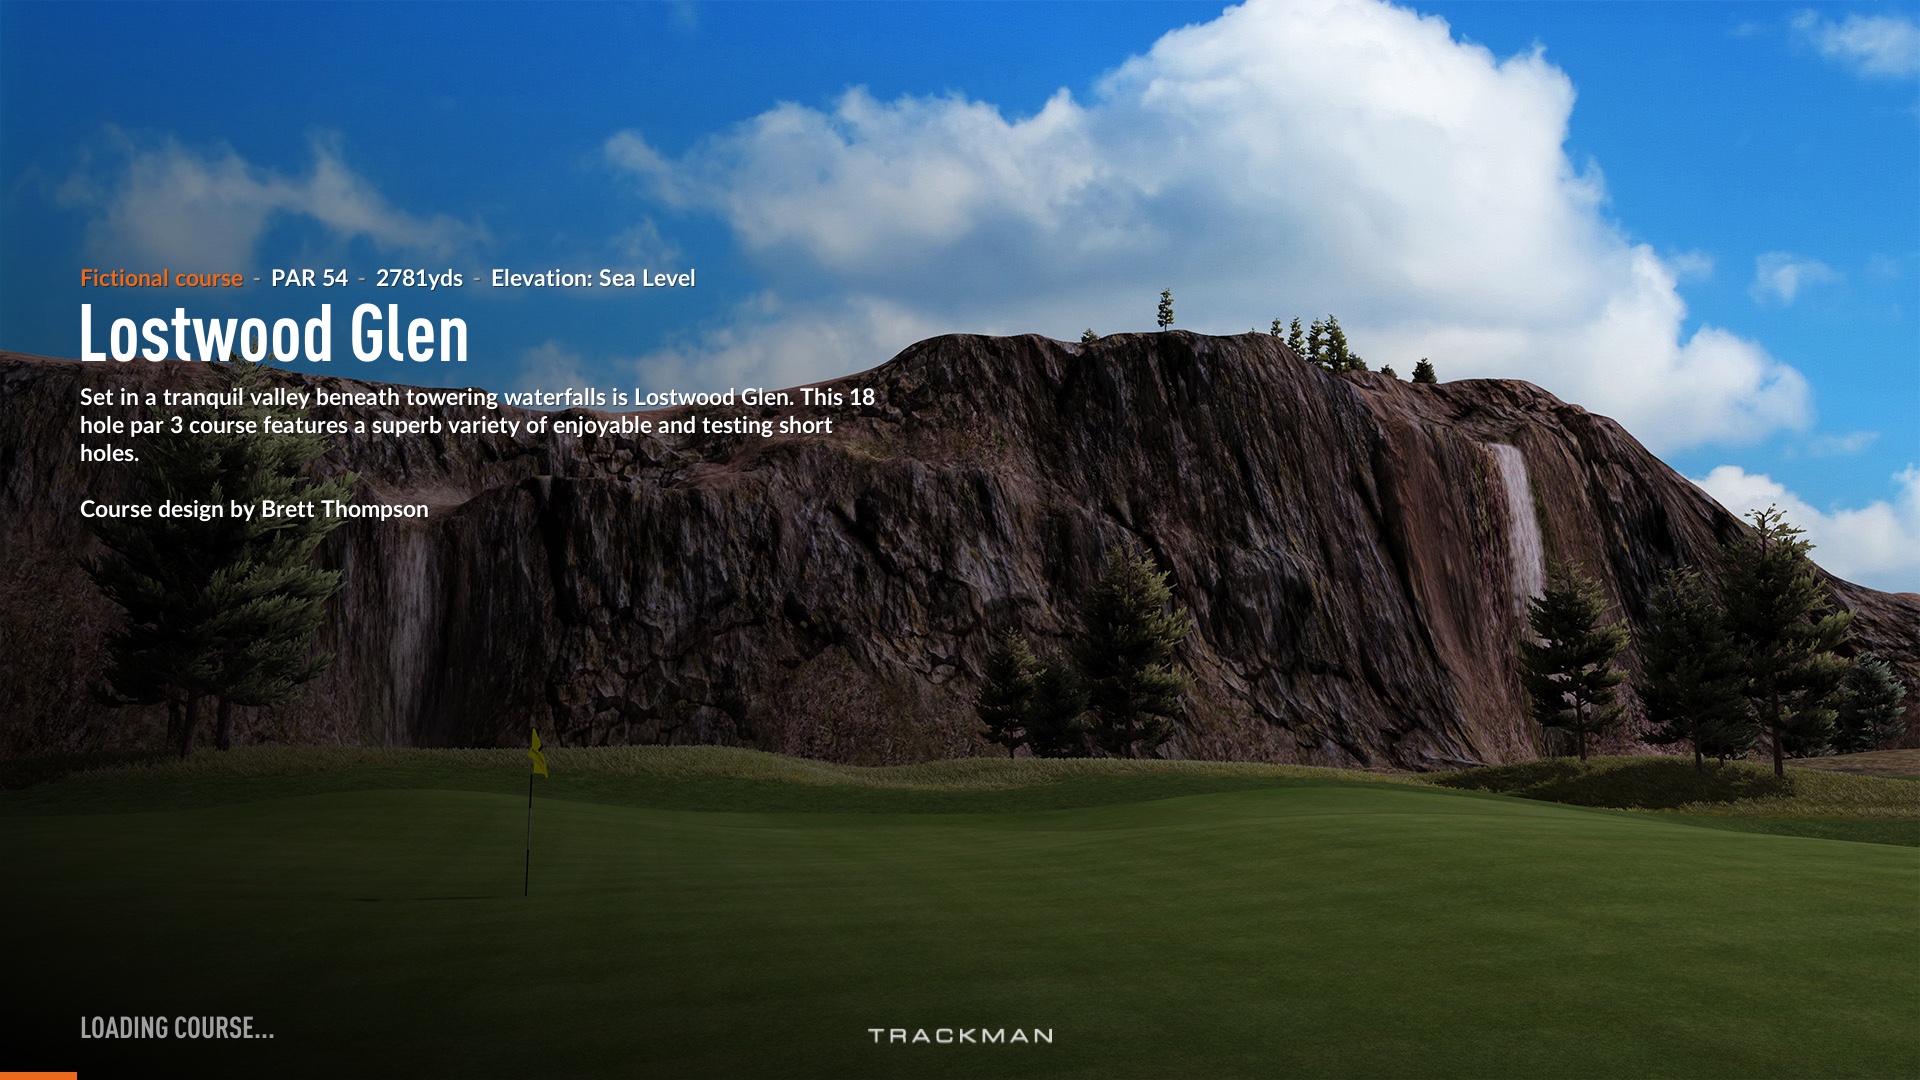 Fictional course - PAR 54 - 2781yds - Elevation: Sea Level
Lostwood Glen
Set in a tranquil valley beneath towering waterfalls is Lostwood Glen. This 18
hole par 3 course features a superb variety of enjoyable and testing short
holes.
Course design by Brett Thompson
LOADING COURSE...
TRACKMAN